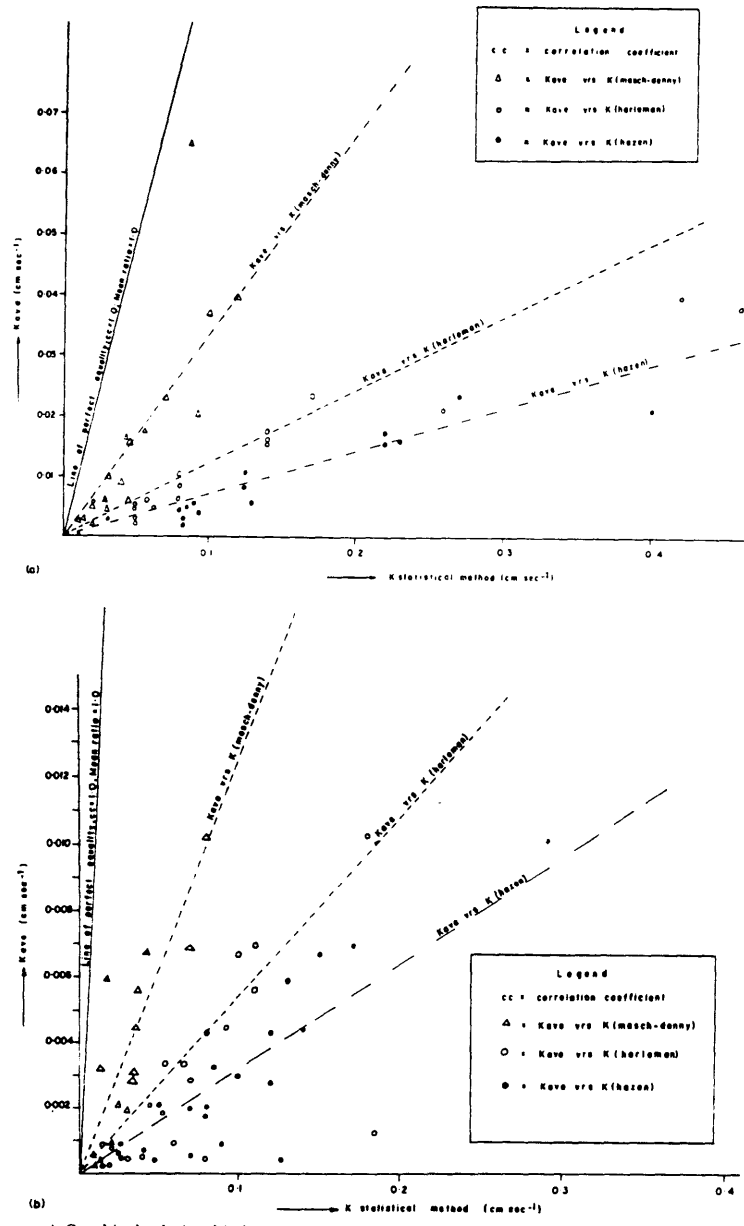 Legend
cc = correlation coefficient
△ = Kave vrs K(masch-denny)
○ = Kave vrs K(harleman)
● = Kave vrs K(hazen)
0·07
0·06
0·05
0·04
0·03
0·02
0·01
Kave (cm sec⁻¹)
Line of perfect equality, cc=1·0, Mean ratio=1·0
Kave vrs K(masch-denny)
Kave vrs K(harleman)
Kave vrs K(hazen)
0·1
0·2
0·3
0·4
(a)
K statistical method (cm sec⁻¹)
0·014
0·012
0·010
0·008
0·006
0·004
0·002
Kave (cm sec⁻¹)
Line of perfect equality, cc=1·0, Mean ratio=1·0
Kave vrs K(masch-denny)
Kave vrs K(harleman)
Kave vrs K(hazen)
Legend
cc = correlation coefficient
△ = Kave vrs K(masch-denny)
○ = Kave vrs K(harleman)
● = Kave vrs K(hazen)
0·1
0·2
0·3
0·4
(b)
K statistical method (cm sec⁻¹)